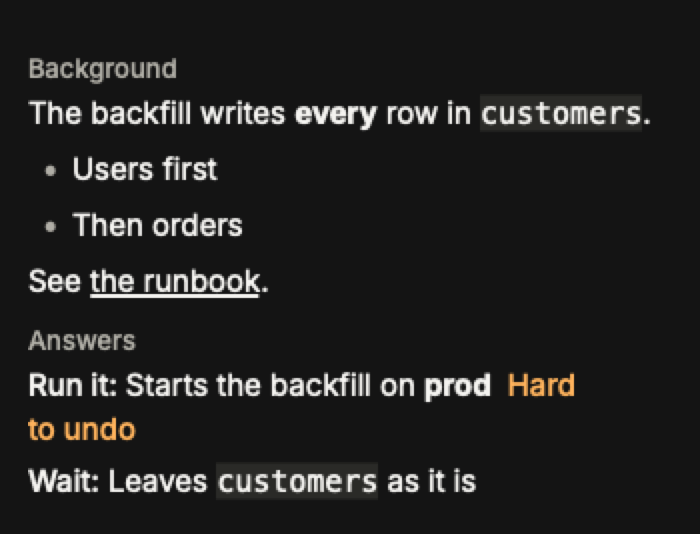 Background
The backfill writes every row in customers.
• Users first
• Then orders
See the runbook.
Answers
Run it: Starts the backfill on prod Hard
to undo
Wait: Leaves customers as it is